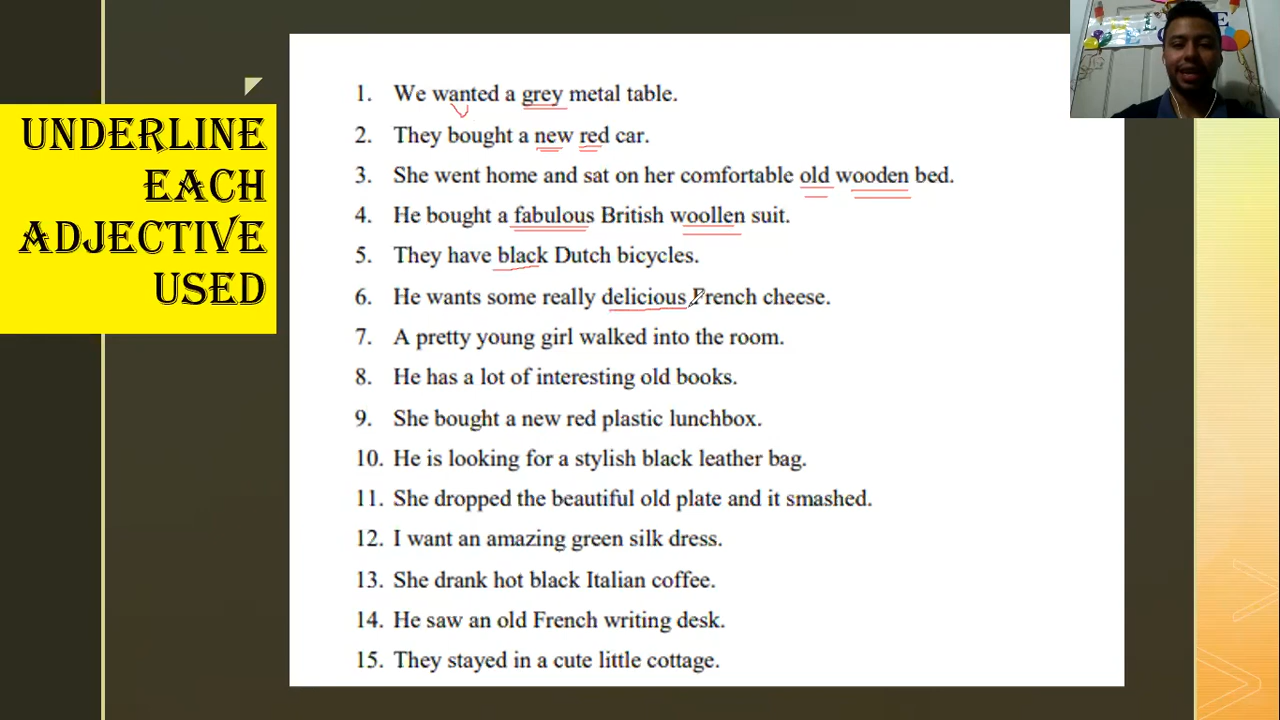 UNDERLINE
EACH
ADJECTIVE
USED
1. We wanted a grey metal table.
2. They bought a new red car.
3. She went home and sat on her comfortable old wooden bed.
4. He bought a fabulous British woollen suit.
5. They have black Dutch bicycles.
6. He wants some really delicious French cheese.
7. A pretty young girl walked into the room.
8. He has a lot of interesting old books.
9. She bought a new red plastic lunchbox.
10. He is looking for a stylish black leather bag.
11. She dropped the beautiful old plate and it smashed.
12. I want an amazing green silk dress.
13. She drank hot black Italian coffee.
14. He saw an old French writing desk.
15. They stayed in a cute little cottage.